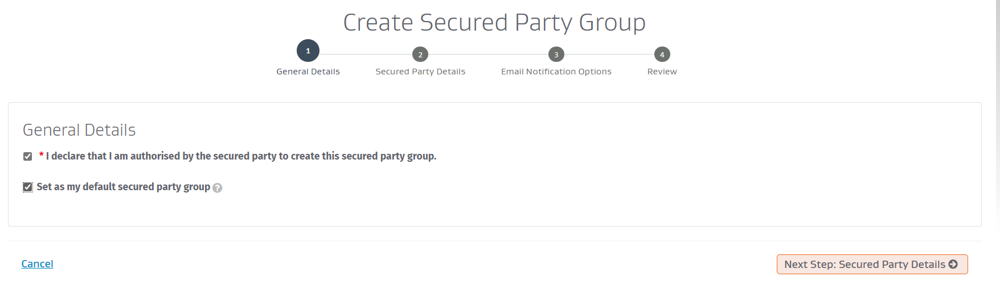 Create Secured Party Group
1
2
3
4
General Details
Secured Party Details
Email Notification Options
Review
General Details
* I declare that I am authorised by the secured party to create this secured party group.
Set as my default secured party group ?
Cancel
Next Step: Secured Party Details